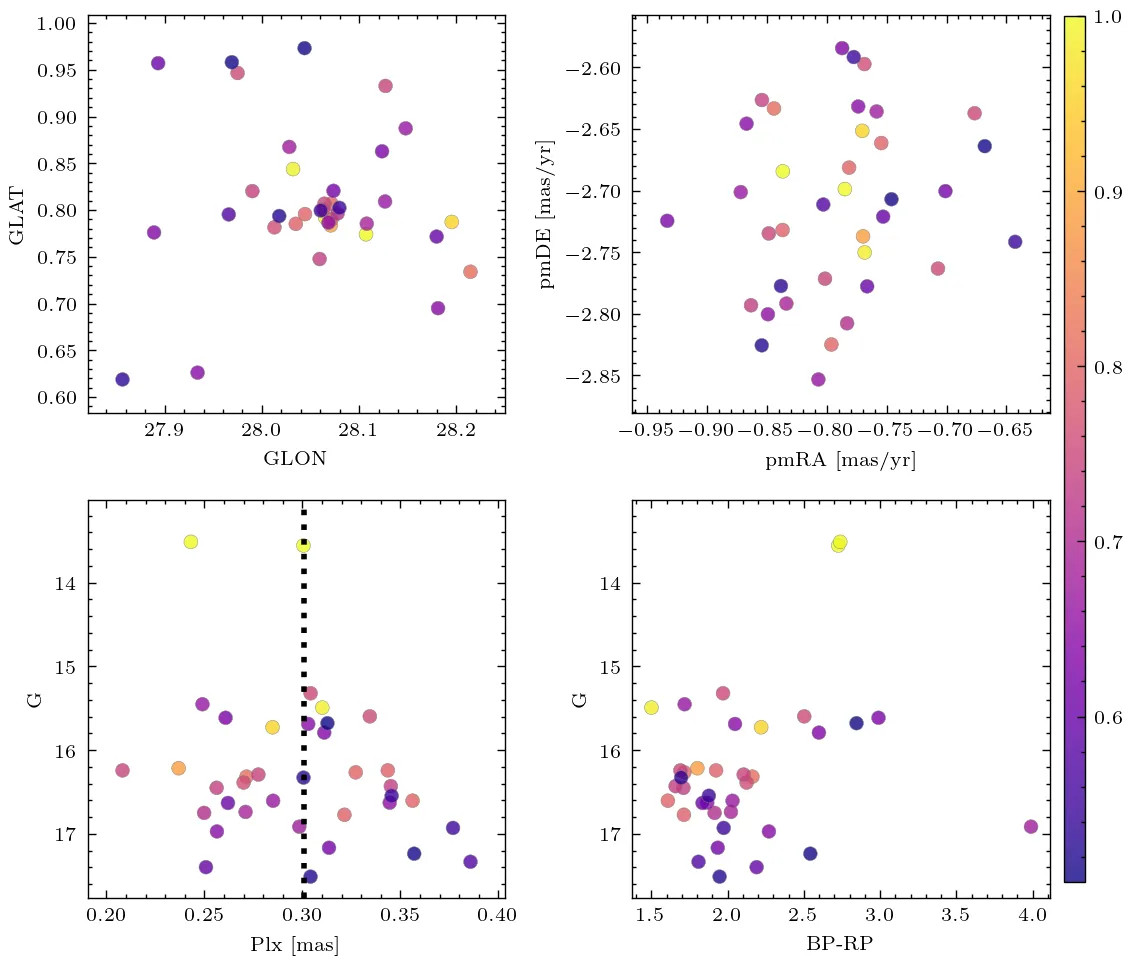 1.00
0.95
0.90
0.85
0.80
0.75
0.70
0.65
0.60
GLAT
27.9 28.0 28.1 28.2
GLON
−2.60
−2.65
−2.70
−2.75
−2.80
−2.85
pmDE [mas/yr]
−0.95 −0.90 −0.85 −0.80 −0.75 −0.70 −0.65
pmRA [mas/yr]
14
15
16
17
G
0.20 0.25 0.30 0.35 0.40
Plx [mas]
14
15
16
17
G
1.5 2.0 2.5 3.0 3.5 4.0
BP-RP
1.0
0.9
0.8
0.7
0.6